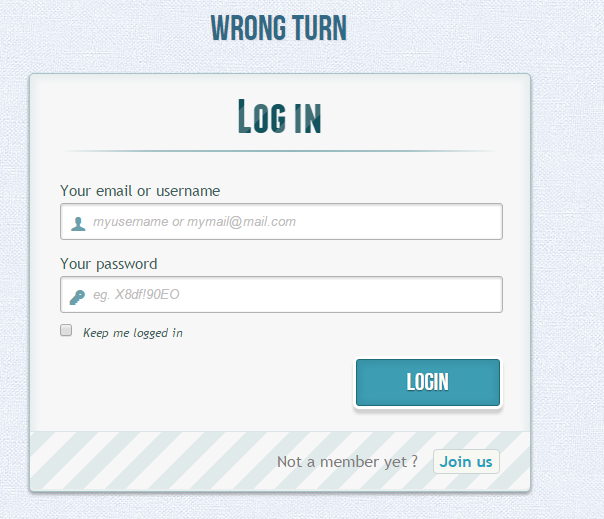 WRONG TURN
LOG IN
Your email or username
myusername or mymail@mail.com
Your password
eg. X8df!90EO
Keep me logged in
LOGIN
Not a member yet ? Join us